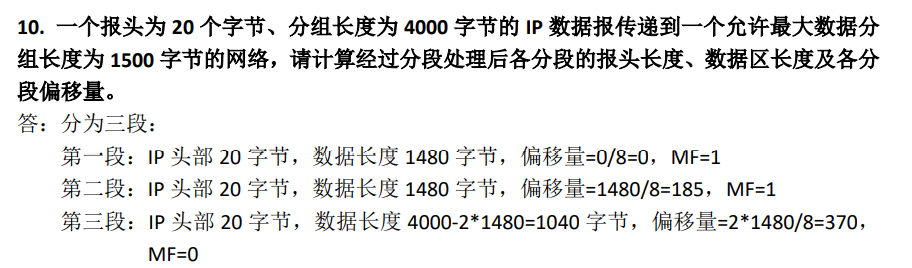 10. 一个报头为 20 个字节、分组长度为 4000 字节的 IP 数据报传递到一个允许最大数据分
组长度为 1500 字节的网络，请计算经过分段处理后各分段的报头长度、数据区长度及各分
段偏移量。
答：分为三段：
第一段：IP 头部 20 字节，数据长度 1480 字节，偏移量=0/8=0，MF=1
第二段：IP 头部 20 字节，数据长度 1480 字节，偏移量=1480/8=185，MF=1
第三段：IP 头部 20 字节，数据长度 4000-2*1480=1040 字节，偏移量=2*1480/8=370，
MF=0